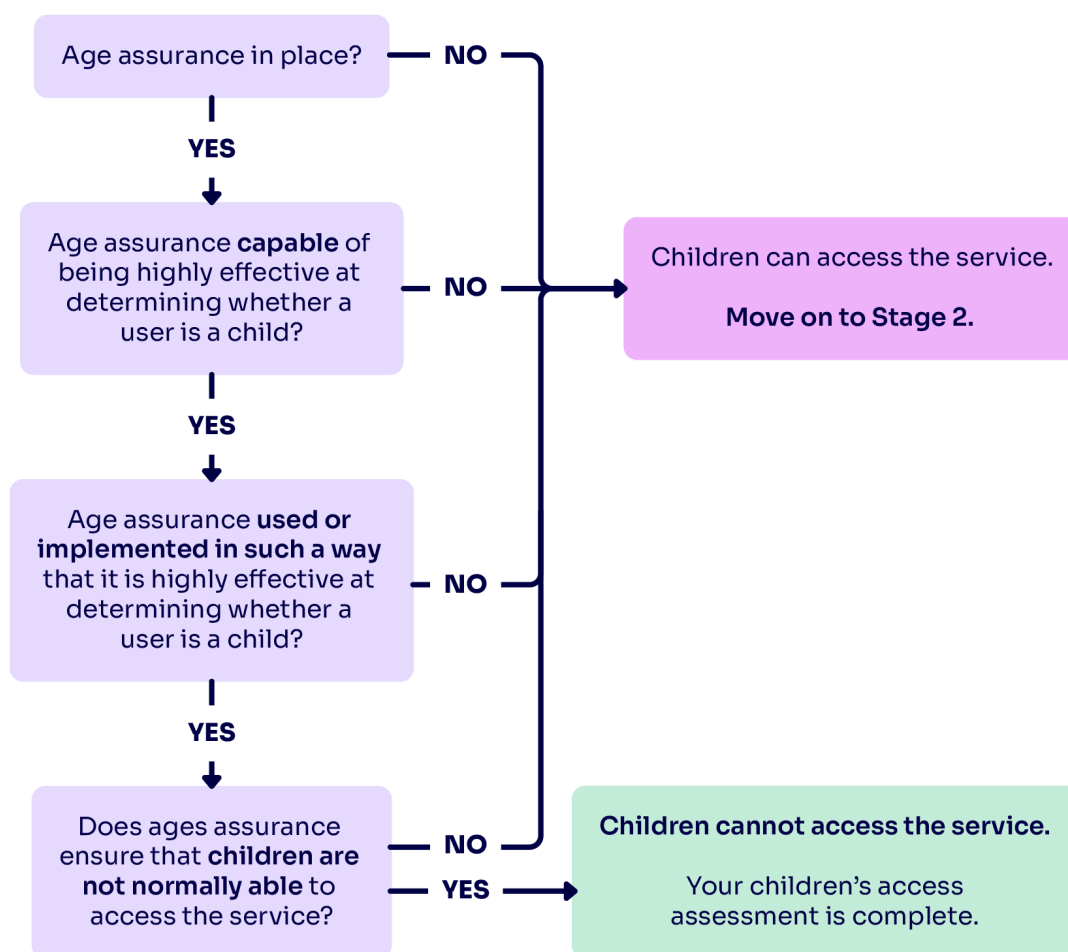 Age assurance in place?
NO
YES
Age assurance capable of
being highly effective at
determining whether a
user is a child?
NO
Children can access the service.
Move on to Stage 2.
YES
Age assurance used or
implemented in such a way
that it is highly effective at
determining whether a
user is a child?
NO
YES
Does ages assurance
ensure that children are
not normally able to
access the service?
NO
YES
Children cannot access the service.
Your children’s access
assessment is complete.